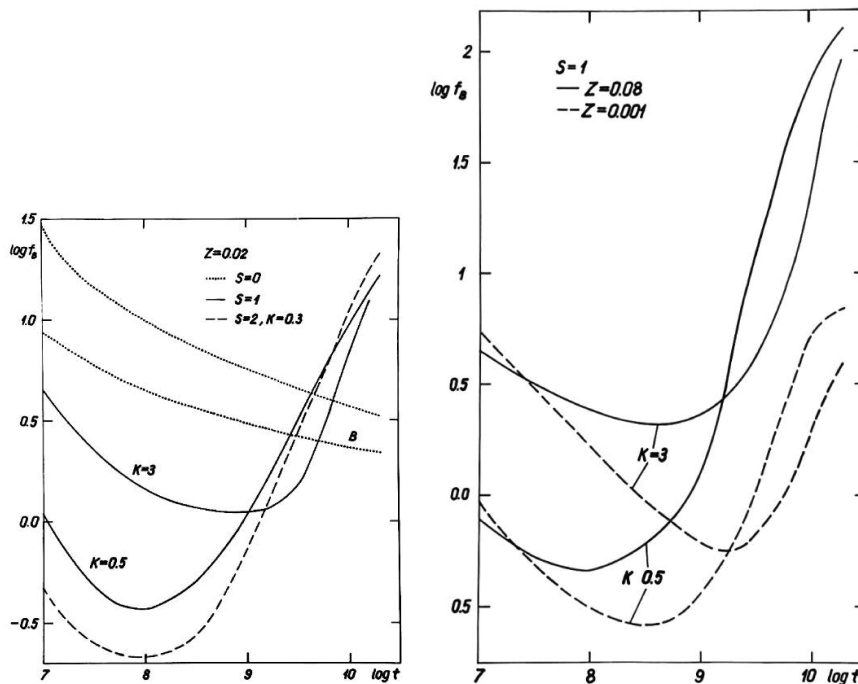 1.5
log f_B
1.0
0.5
0.0
−0.5
Z=0.02
S=0
S=1
S=2, K=0.3
B
K=3
K=0.5
7
8
9
10
log t
2
log f_B
1.5
1
0.5
0.0
0.5
S=1
Z=0.08
Z=0.001
K=3
K 0.5
7
8
9
10
log t